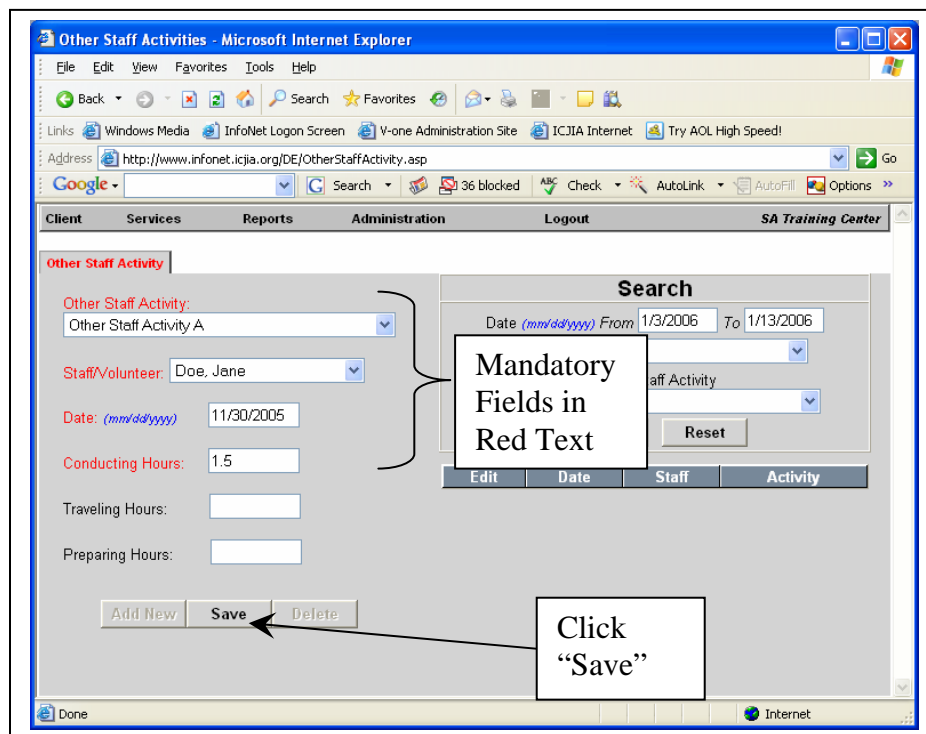 Other Staff Activities - Microsoft Internet Explorer
File Edit View Favorites Tools Help
Back Search Favorites
Links Windows Media InfoNet Logon Screen V-one Administration Site ICJIA Internet Try AOL High Speed!
Address http://www.infonet.icjia.org/DE/OtherStaffActivity.asp Go
Google Search 36 blocked ABC Check AutoLink AutoFill Options »
Client Services Reports Administration Logout SA Training Center
Other Staff Activity
Other Staff Activity:
Other Staff Activity A
Staff/Volunteer: Doe, Jane
Date: (mm/dd/yyyy) 11/30/2005
Conducting Hours: 1.5
Traveling Hours:
Preparing Hours:
Add New Save Delete
Search
Date (mm/dd/yyyy) From 1/3/2006 To 1/13/2006
aff Activity
Reset
Edit Date Staff Activity
Mandatory
Fields in
Red Text
Click
“Save”
Done Internet